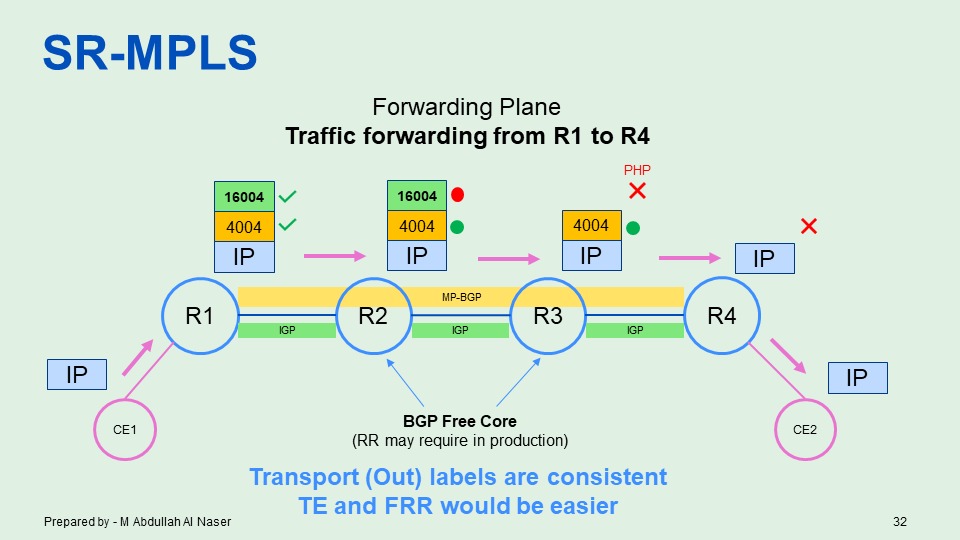 SR-MPLS
Forwarding Plane
Traffic forwarding from R1 to R4
PHP
16004
16004
4004
4004
4004
IP
IP
IP
IP
MP-BGP
R1
R2
R3
R4
IGP
IGP
IGP
IP
IP
BGP Free Core
(RR may require in production)
CE1
CE2
Transport (Out) labels are consistent
TE and FRR would be easier
Prepared by - M Abdullah Al Naser
32